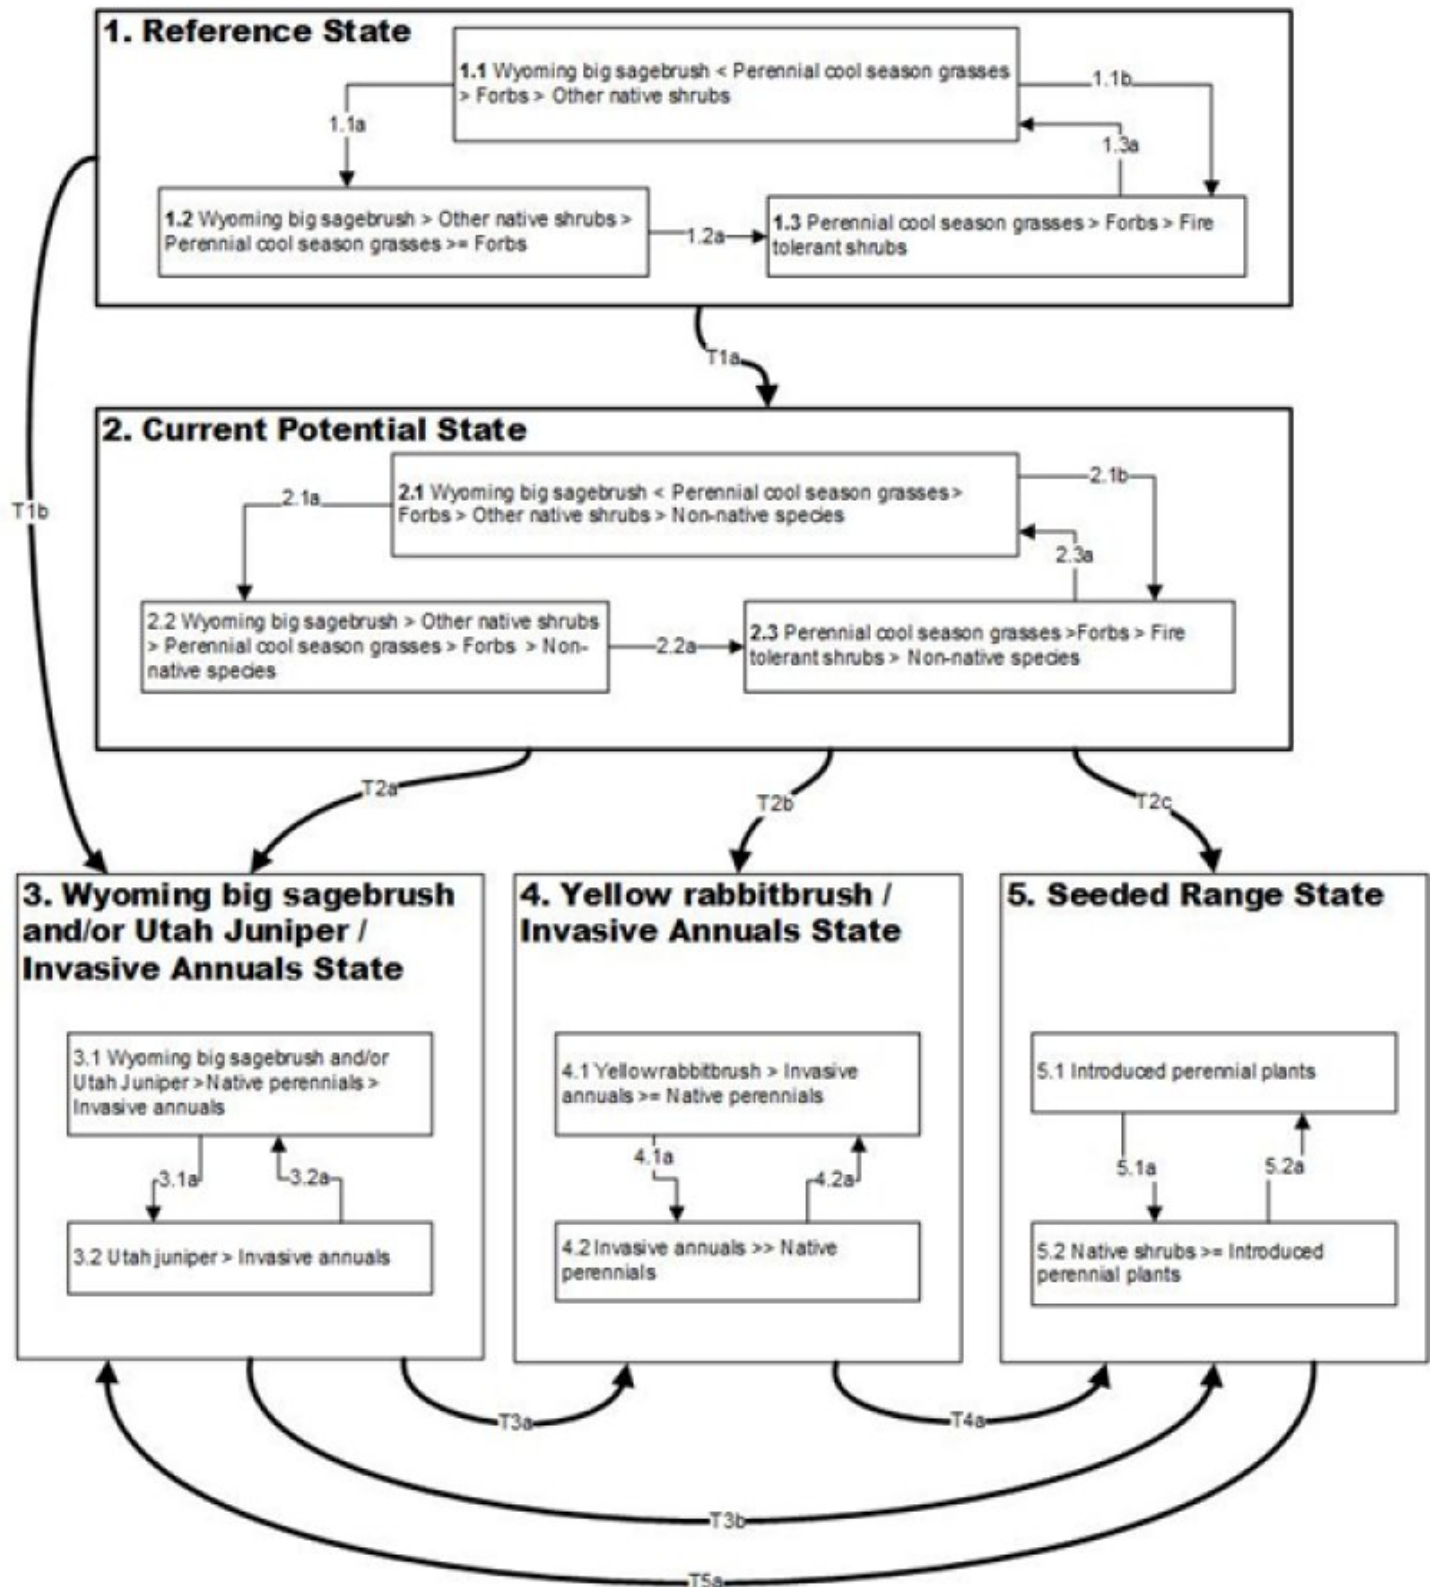 1. Reference State
1.1 Wyoming big sagebrush < Perennial cool season grasses
> Forbs > Other native shrubs
1.1a
1.1b
1.3a
1.2 Wyoming big sagebrush > Other native shrubs >
Perennial cool season grasses >= Forbs
1.2a
1.3 Perennial cool season grasses > Forbs > Fire
tolerant shrubs
T1a
T1b
2. Current Potential State
2.1 Wyoming big sagebrush < Perennial cool season grasses>
Forbs > Other native shrubs > Non-native species
2.1a
2.1b
2.3a
2.2 Wyoming big sagebrush > Other native shrubs
> Perennial cool season grasses > Forbs > Non-
native species
2.2a
2.3 Perennial cool season grasses >Forbs > Fire
tolerant shrubs > Non-native species
T2a
T2b
T2c
3. Wyoming big sagebrush
and/or Utah Juniper /
Invasive Annuals State
3.1 Wyoming big sagebrush and/or
Utah Juniper >Native perennials >
Invasive annuals
3.1a
3.2a
3.2 Utah juniper > Invasive annuals
4. Yellow rabbitbrush /
Invasive Annuals State
4.1 Yellowrabbitbrush > Invasive
annuals >= Native perennials
4.1a
4.2a
4.2 Invasive annuals >> Native
perennials
5. Seeded Range State
5.1 Introduced perennial plants
5.1a
5.2a
5.2 Native shrubs >= Introduced
perennial plants
T3a
T4a
T3b
T5a